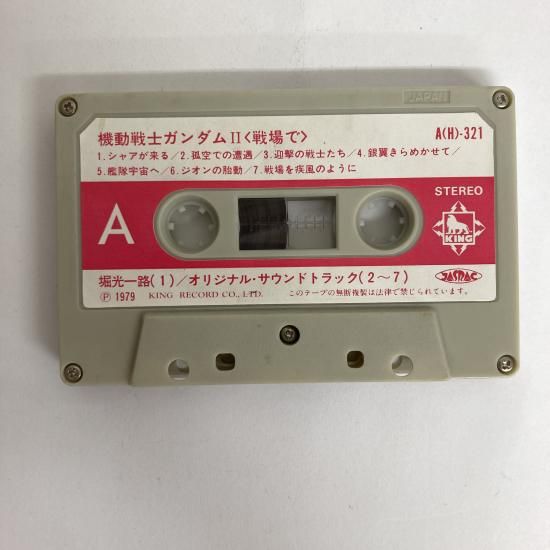 JAPAN
機動戦士ガンダムII〈戦場で〉
A(H)-321
1.シャアが来る/2.孤空での遭遇/3.迎撃の戦士たち/4.銀翼きらめかせて/
5.艦隊宇宙へ/6.ジオンの胎動/7.戦場を疾風のように
A
STEREO
KING
堀光一路(1)/オリジナル・サウンドトラック(2〜7)
JASRAC
Ⓟ 1979 KING RECORD CO., LTD. このテープの無断複製は法律で禁じられています。